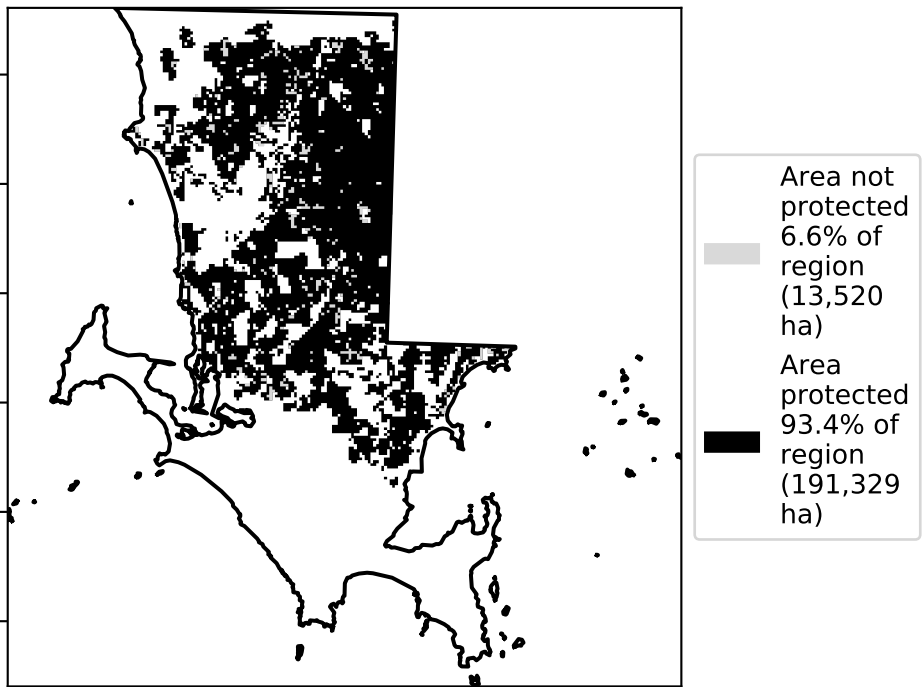 Area not
protected
6.6% of
region
(13,520
ha)
Area
protected
93.4% of
region
(191,329
ha)